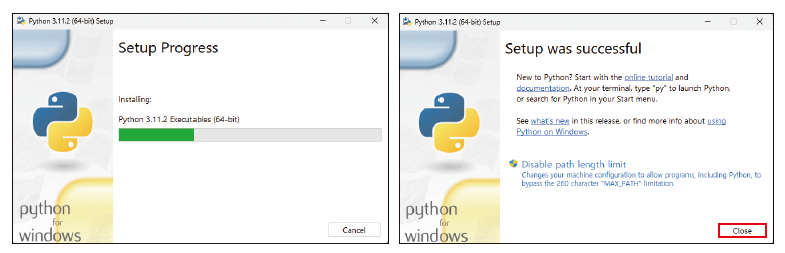 Python 3.11.2 (64-bit) Setup
Setup Progress
Installing:
Python 3.11.2 Executables (64-bit)
python
for
windows
Cancel
Python 3.11.2 (64-bit) Setup
Setup was successful
New to Python? Start with the online tutorial and
documentation. At your terminal, type "py" to launch Python,
or search for Python in your Start menu.
See what's new in this release, or find more info about using
Python on Windows.
Disable path length limit
Changes your machine configuration to allow programs, including Python, to
bypass the 260 character "MAX_PATH" limitation.
python
for
windows
Close